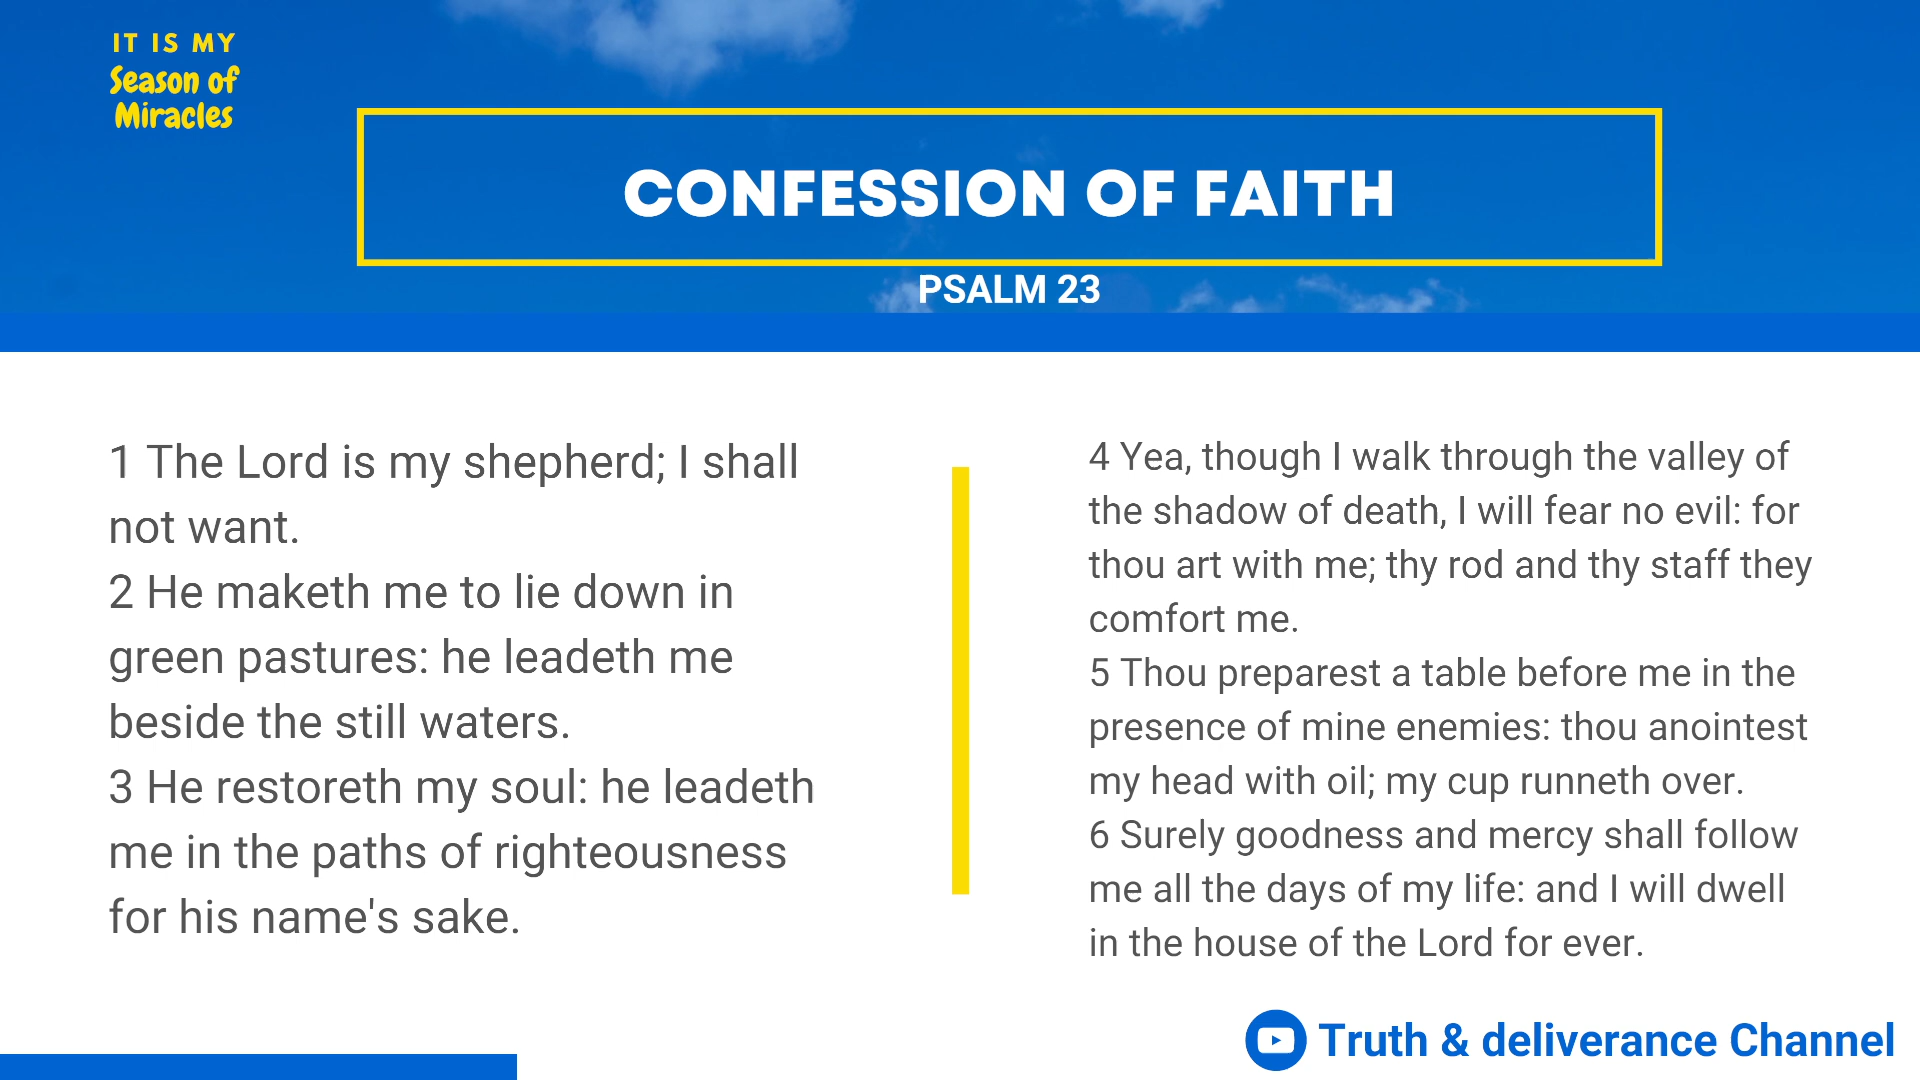 IT IS MY
Season of
Miracles
CONFESSION OF FAITH
PSALM 23
1 The Lord is my shepherd; I shall
not want.
2 He maketh me to lie down in
green pastures: he leadeth me
beside the still waters.
3 He restoreth my soul: he leadeth
me in the paths of righteousness
for his name's sake.
4 Yea, though I walk through the valley of
the shadow of death, I will fear no evil: for
thou art with me; thy rod and thy staff they
comfort me.
5 Thou preparest a table before me in the
presence of mine enemies: thou anointest
my head with oil; my cup runneth over.
6 Surely goodness and mercy shall follow
me all the days of my life: and I will dwell
in the house of the Lord for ever.
Truth & deliverance Channel